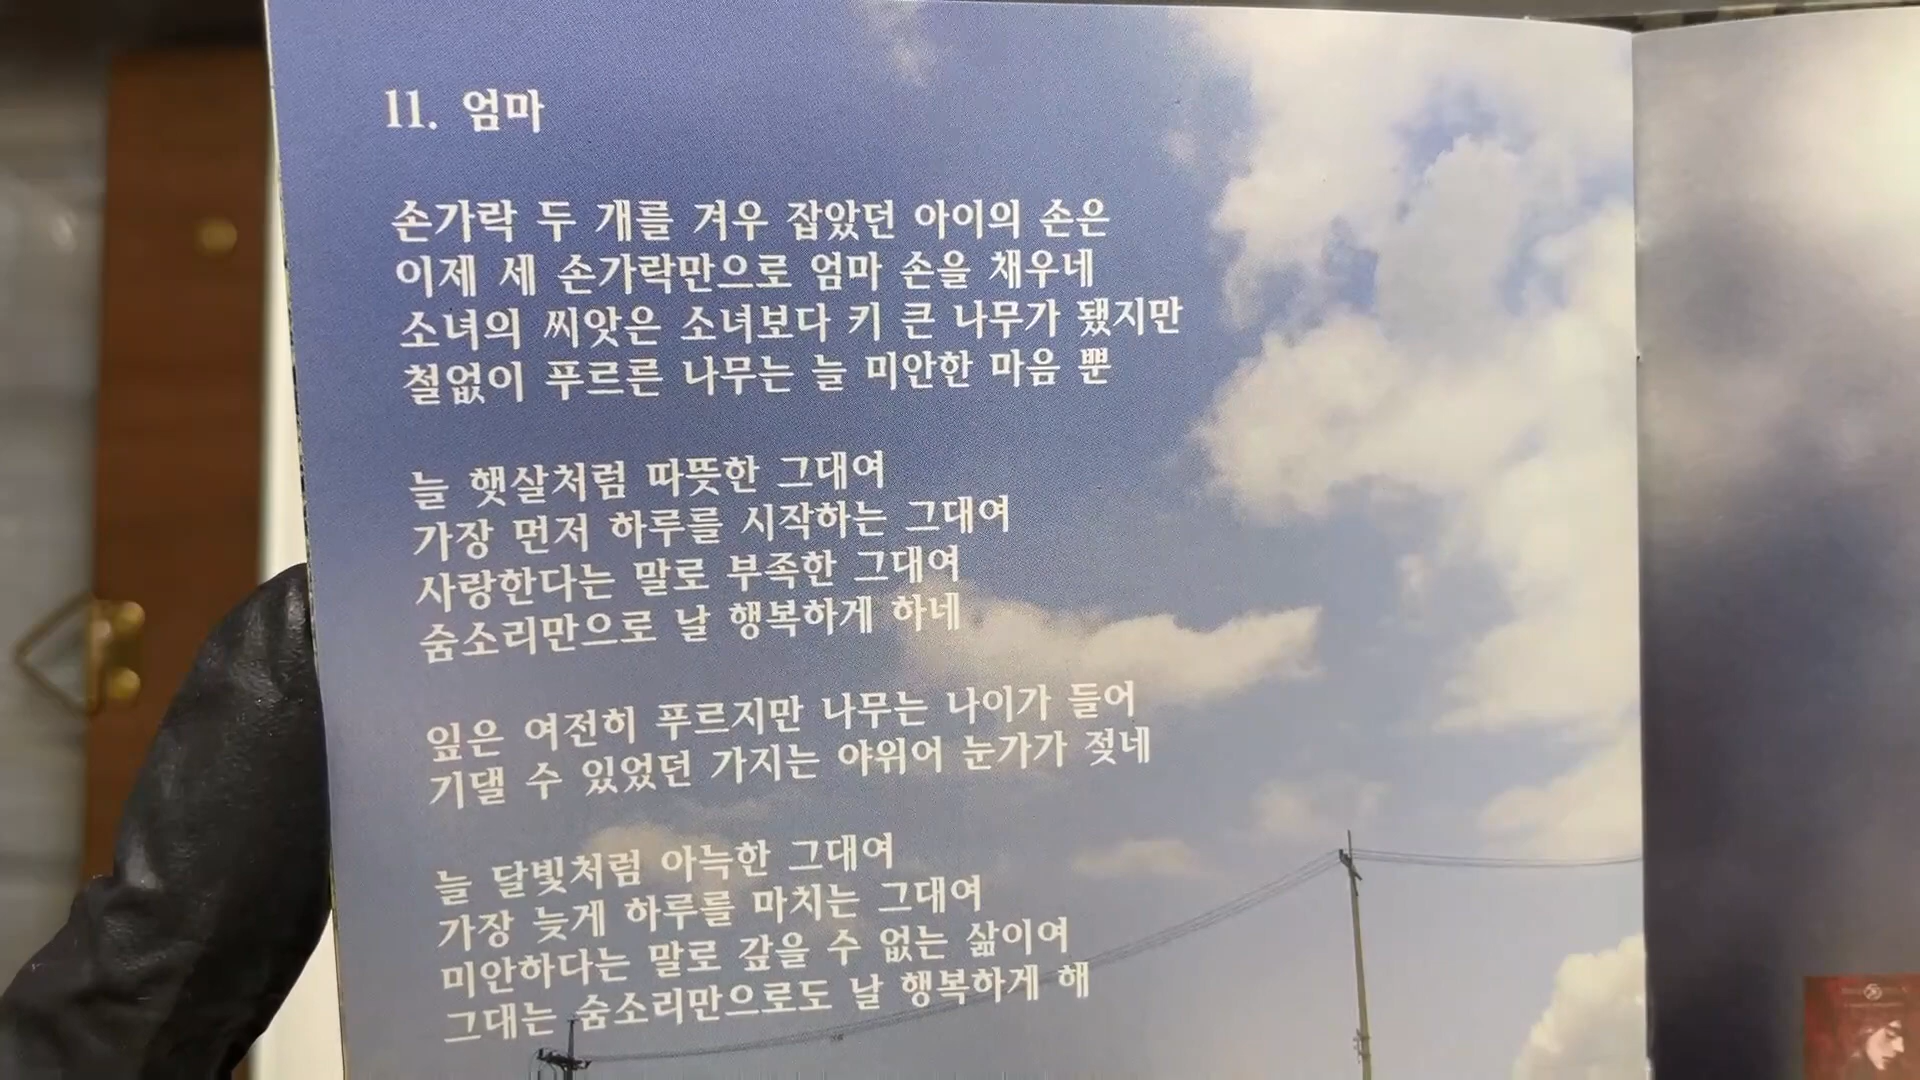 11. 엄마
손가락 두 개를 겨우 잡았던 아이의 손은
이제 세 손가락만으로 엄마 손을 채우네
소녀의 씨앗은 소녀보다 키 큰 나무가 됐지만
철없이 푸르른 나무는 늘 미안한 마음 뿐
늘 햇살처럼 따뜻한 그대여
가장 먼저 하루를 시작하는 그대여
사랑한다는 말로 부족한 그대여
숨소리만으로 날 행복하게 하네
잎은 여전히 푸르지만 나무는 나이가 들어
기댈 수 있었던 가지는 야위어 눈가가 젖네
늘 달빛처럼 아늑한 그대여
가장 늦게 하루를 마치는 그대여
미안하다는 말로 갚을 수 없는 삶이여
그대는 숨소리만으로도 날 행복하게 해